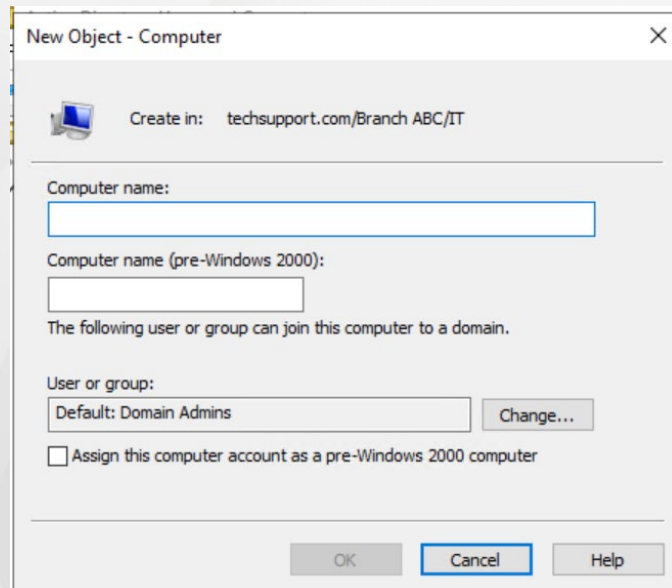 New Object - Computer
Create in: techsupport.com/Branch ABC/IT
Computer name:
Computer name (pre-Windows 2000):
The following user or group can join this computer to a domain.
User or group:
Default: Domain Admins
Change...
Assign this computer account as a pre-Windows 2000 computer
OK Cancel Help